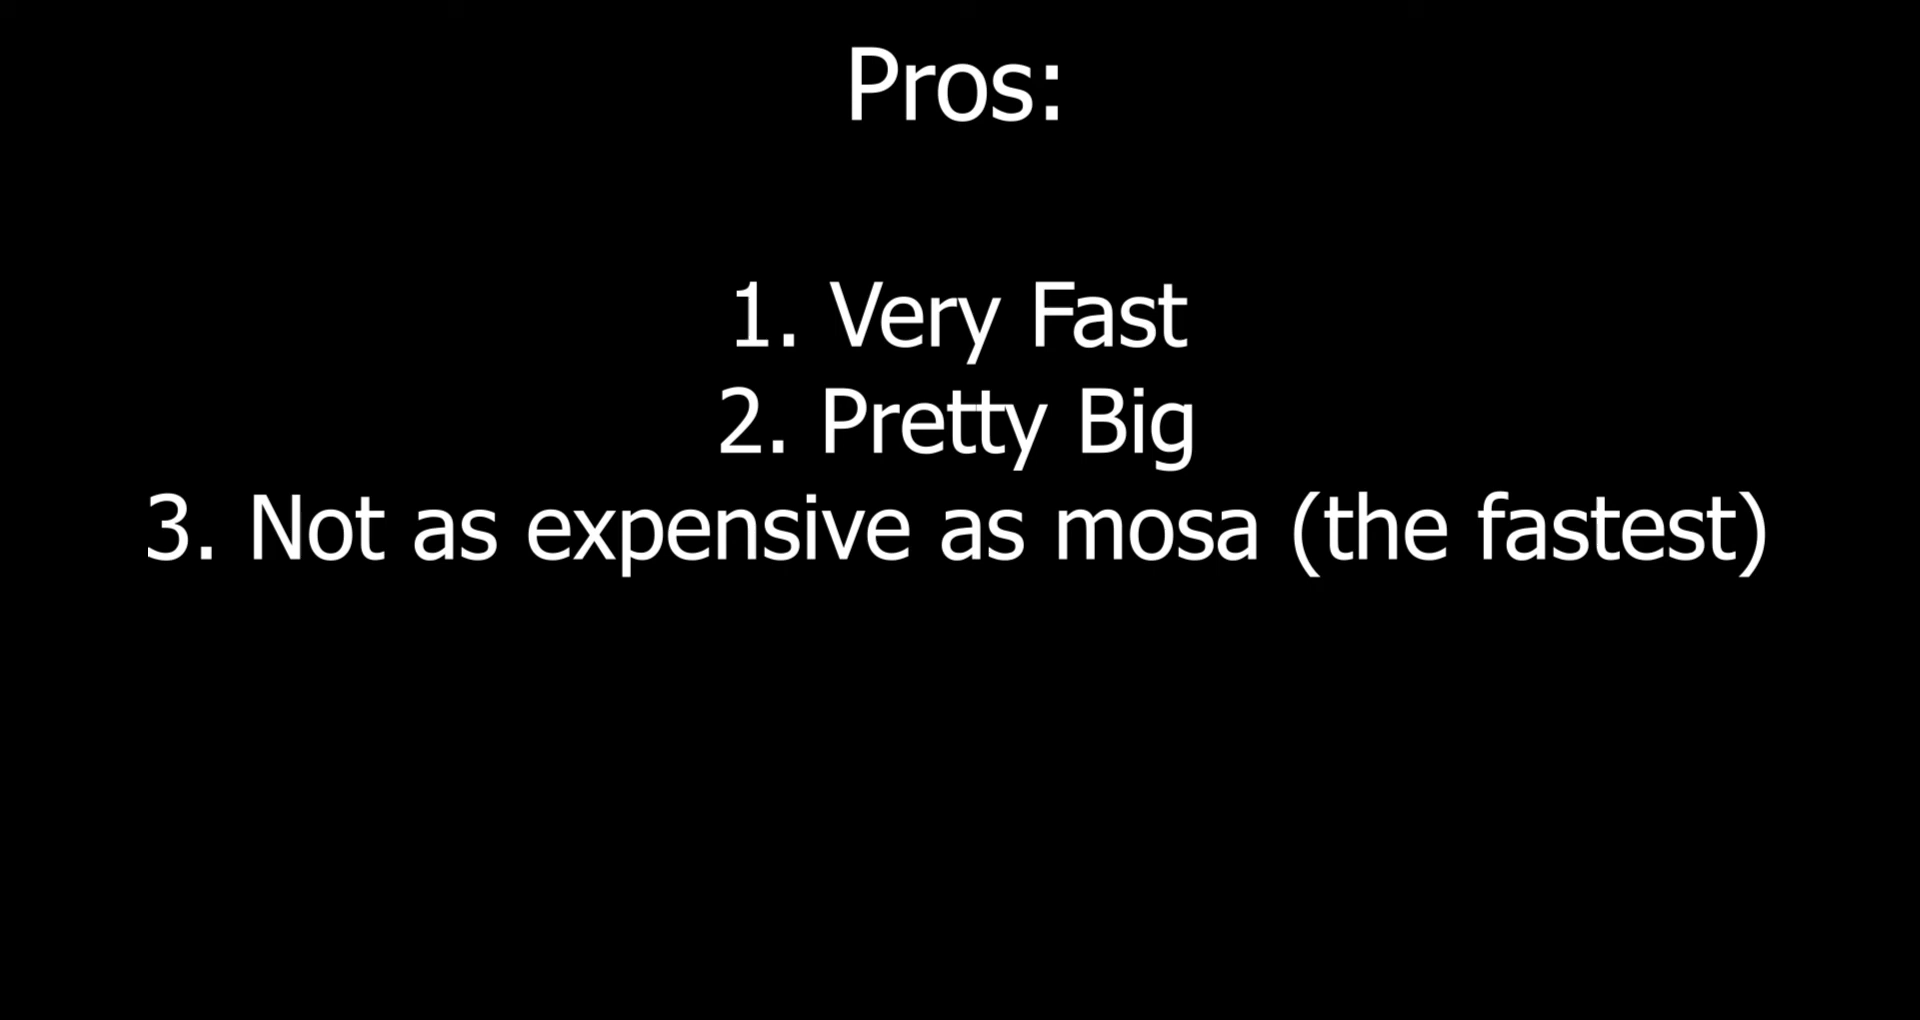 Pros:
1. Very Fast
2. Pretty Big
3. Not as expensive as mosa (the fastest)